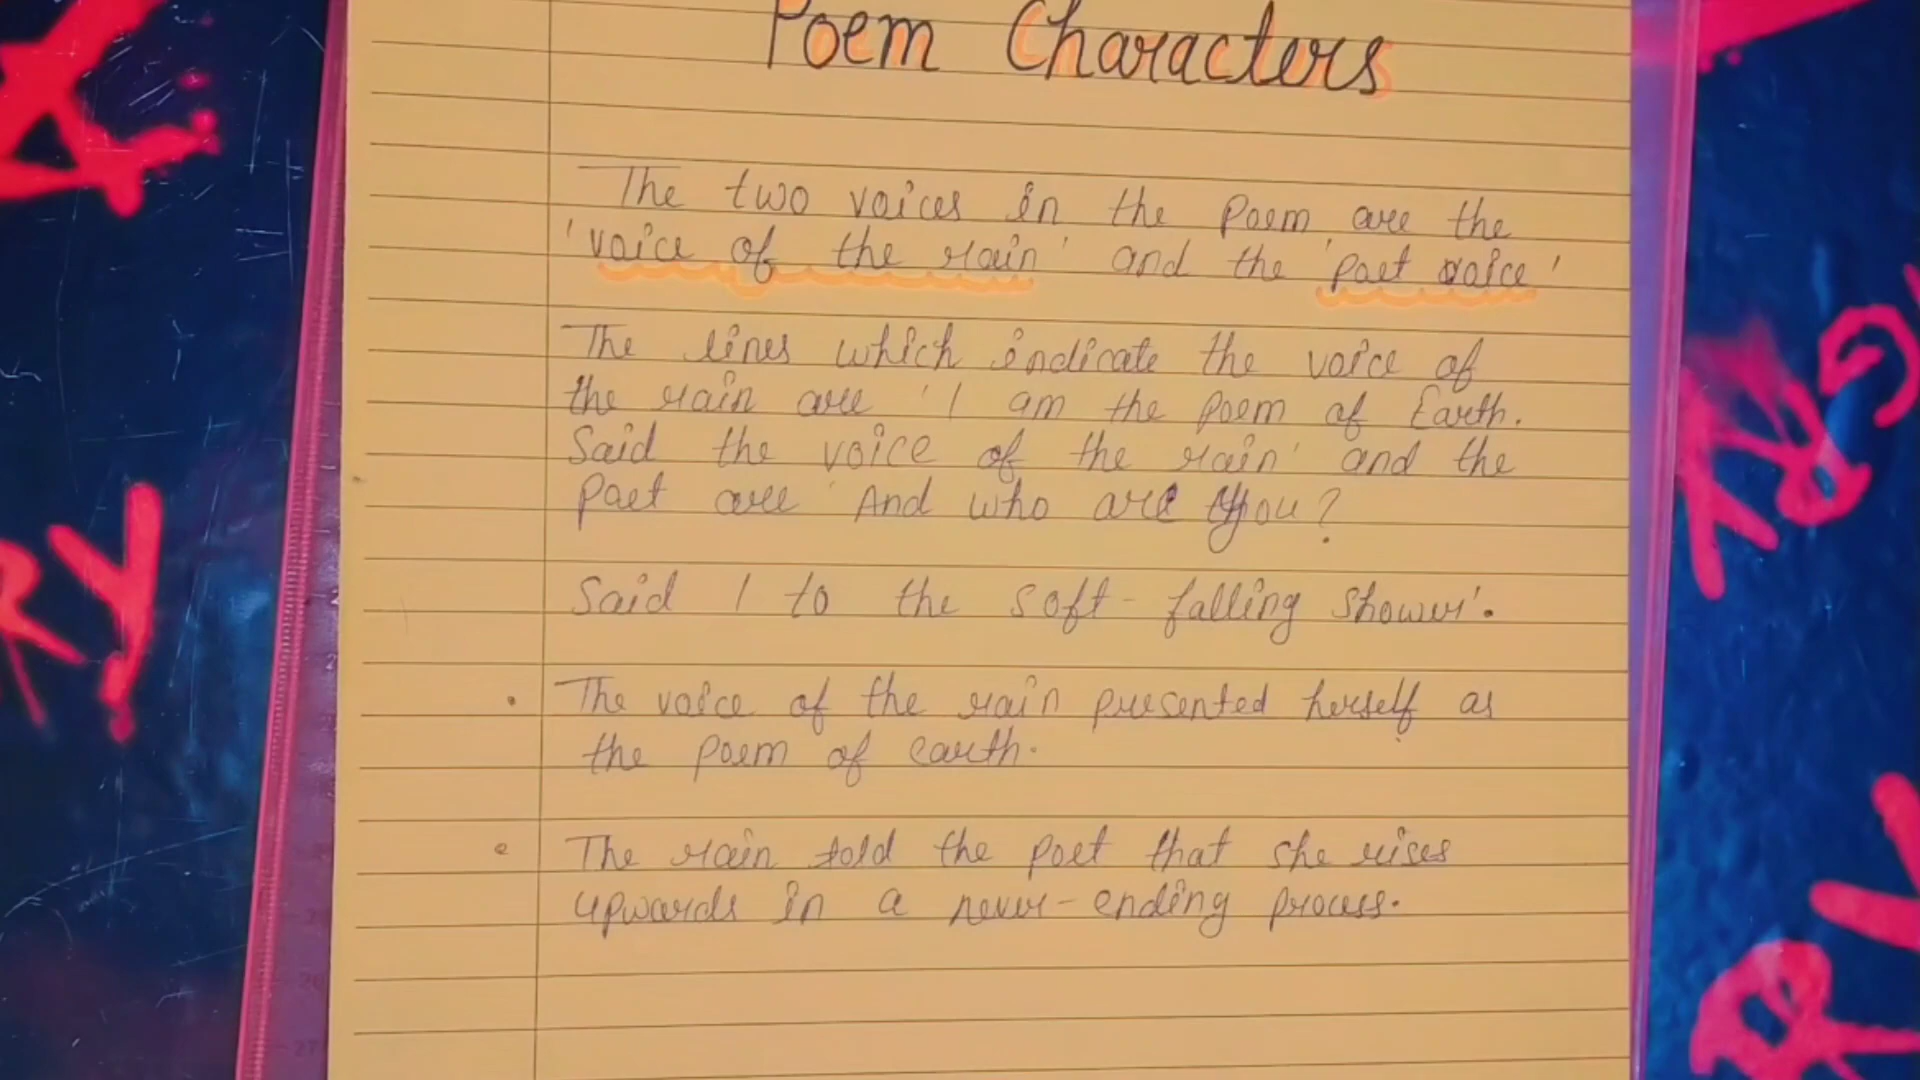 Poem Characters
The two voices in the Poem are the
'voice of the rain' and the 'Poet voice'
The lines which indicate the voice of
the rain are 'I am the Poem of Earth.
Said the voice of the rain' and the
Poet are 'And who are you?
Said I to the soft-falling shower'.
• The voice of the rain presented herself as
the Poem of earth.
• The rain told the poet that she rises
upwards in a never-ending process.
RY